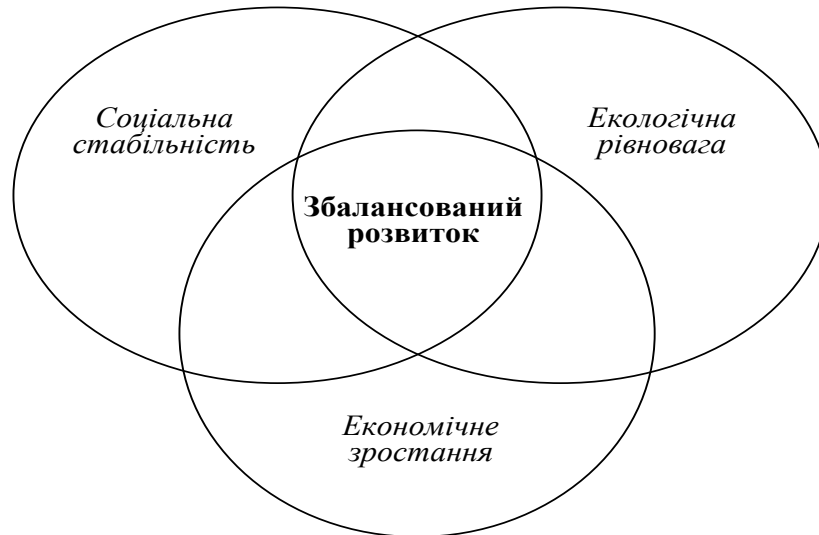 Соціальна
стабільність
Екологічна
рівновага
Збалансований
розвиток
Економічне
зростання